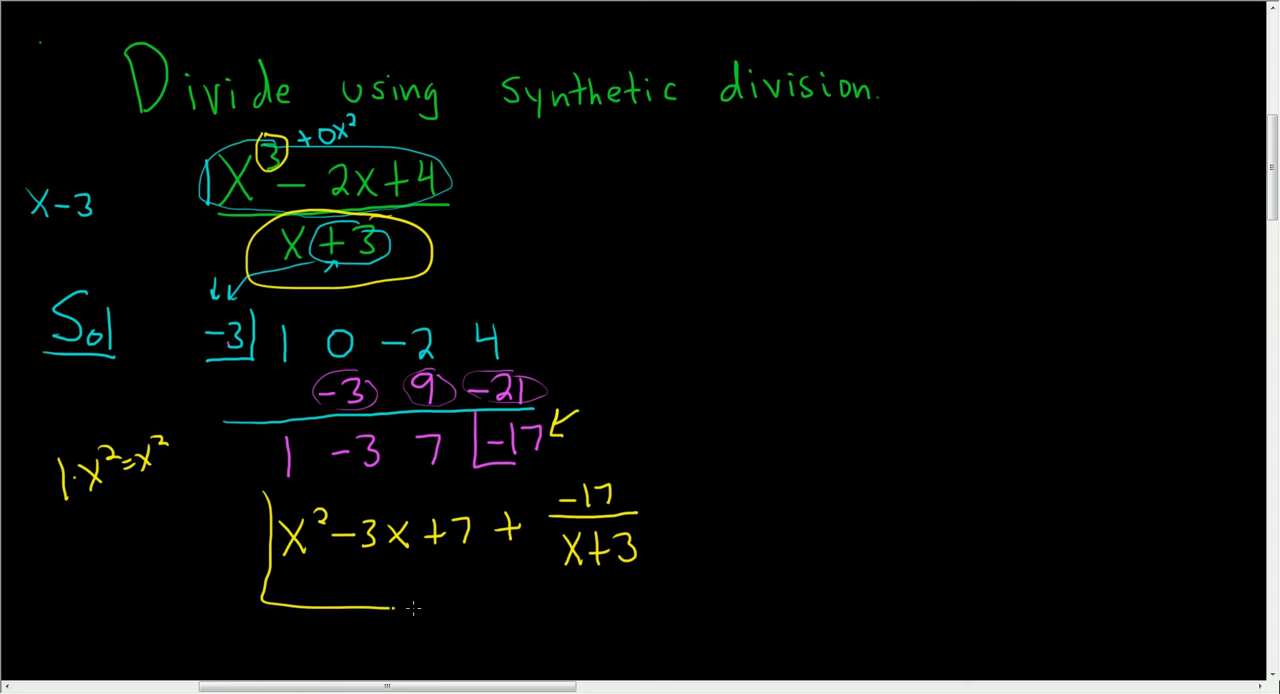 Divide using synthetic division.
+ 0x²
1x³ - 2x + 4
x - 3
x + 3
Sol
-3 | 1 0 -2 4
-3 9 -21
1 -3 7 |-17
1·x² = x²
x² - 3x + 7 + -17/x+3